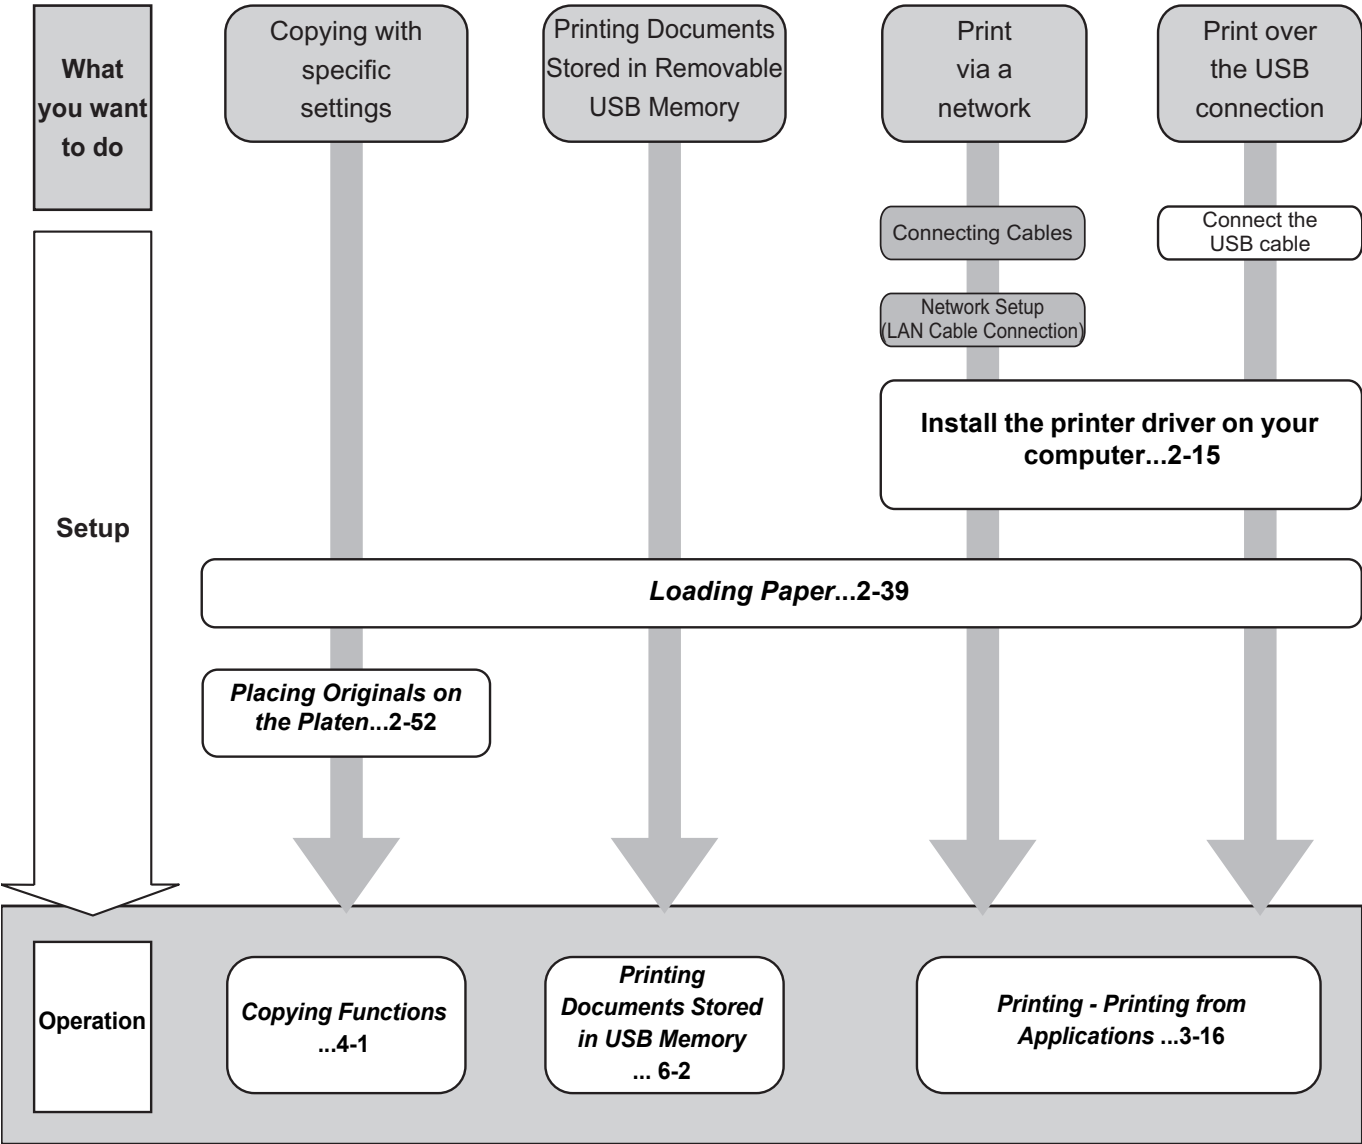 What
you want
to do
Copying with
specific
settings
Printing Documents
Stored in Removable
USB Memory
Print
via a
network
Print over
the USB
connection
Connecting Cables
Connect the
USB cable
Network Setup
(LAN Cable Connection)
Install the printer driver on your
computer...2-15
Setup
Loading Paper...2-39
Placing Originals on
the Platen...2-52
Operation
Copying Functions
...4-1
Printing
Documents Stored
in USB Memory
... 6-2
Printing - Printing from
Applications ...3-16